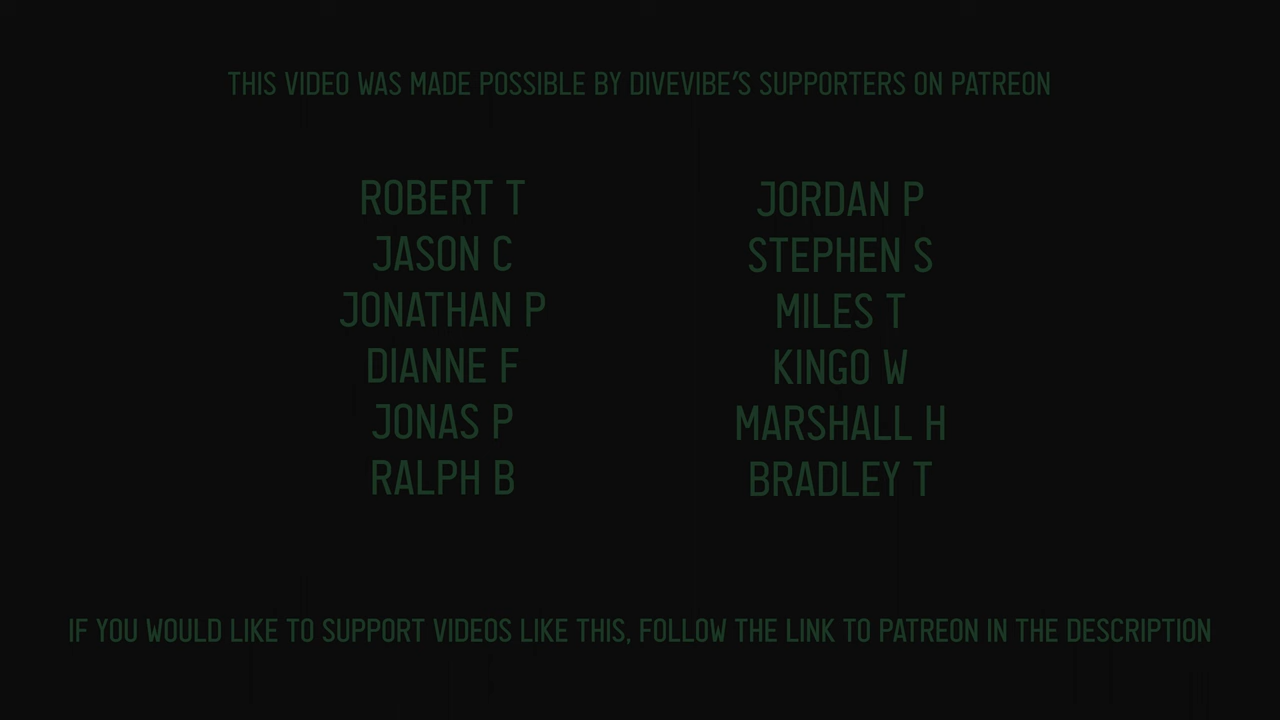 THIS VIDEO WAS MADE POSSIBLE BY DIVEVIBE'S SUPPORTERS ON PATREON
ROBERT T
JASON C
JONATHAN P
DIANNE F
JONAS P
RALPH B
JORDAN P
STEPHEN S
MILES T
KINGO W
MARSHALL H
BRADLEY T
IF YOU WOULD LIKE TO SUPPORT VIDEOS LIKE THIS, FOLLOW THE LINK TO PATREON IN THE DESCRIPTION